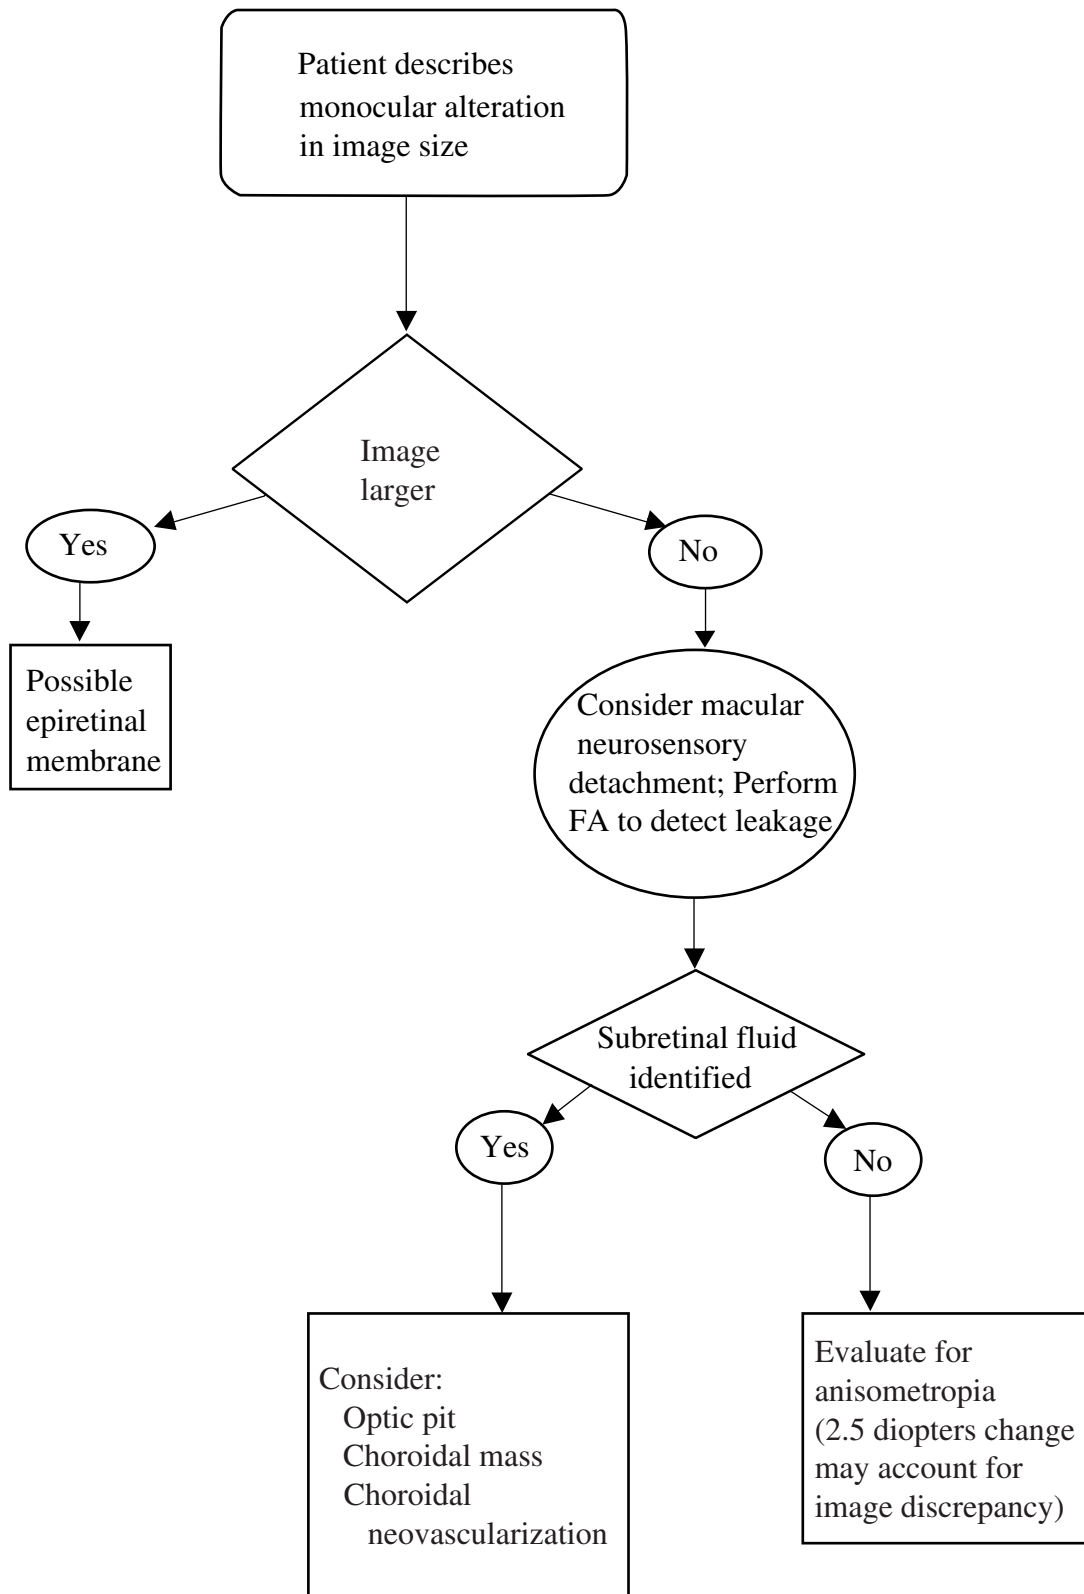 Patient describes
monocular alteration
in image size
Image
larger
Yes
No
Possible
epiretinal
membrane
Consider macular
neurosensory
detachment; Perform
FA to detect leakage
Subretinal fluid
identified
Yes
No
Consider:
Optic pit
Choroidal mass
Choroidal
neovascularization
Evaluate for
anisometropia
(2.5 diopters change
may account for
image discrepancy)